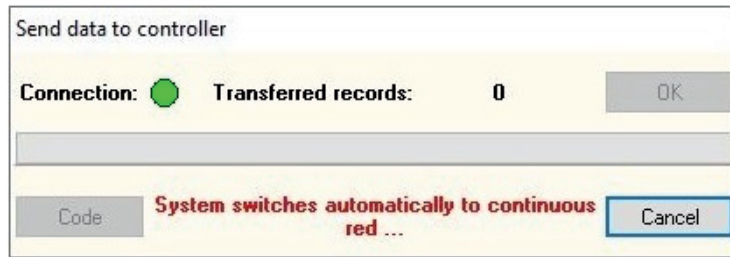 Send data to controller
Connection: Transferred records: 0 OK
Code System switches automatically to continuous red ... Cancel